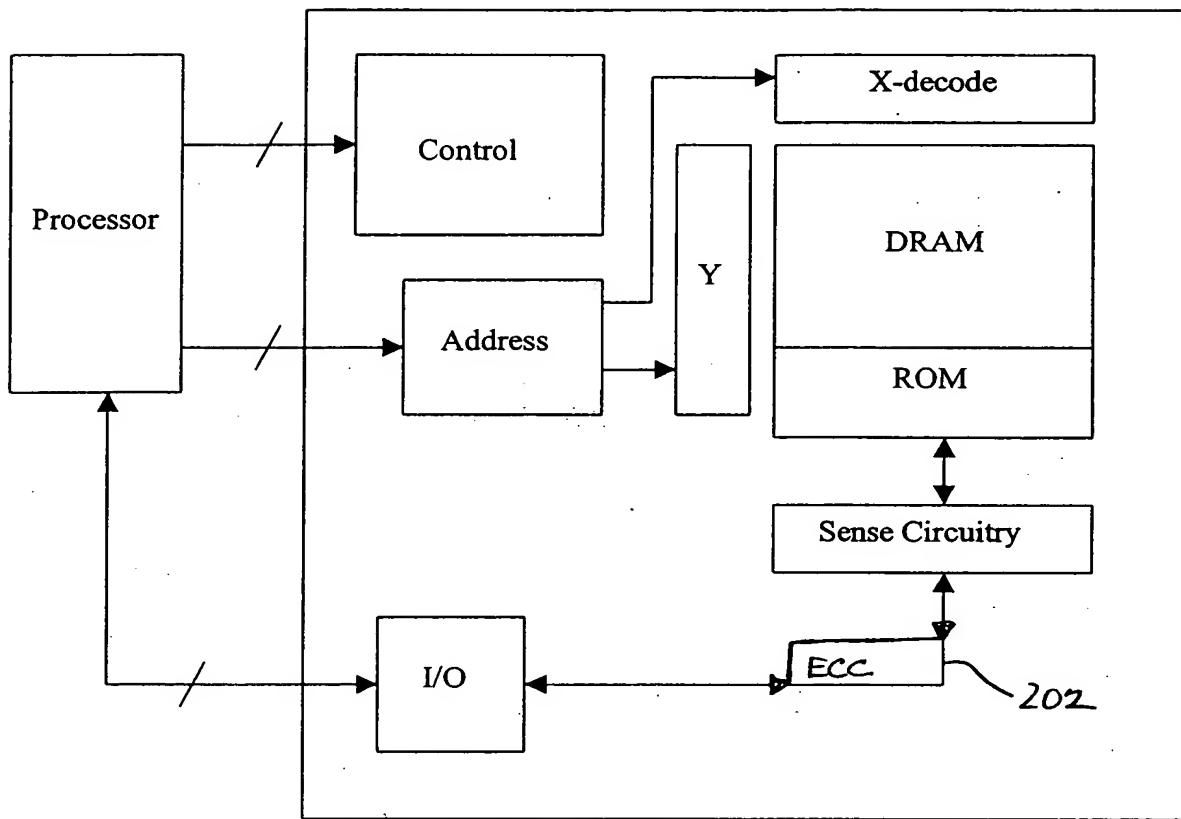 X-decode
Control
Processor
DRAM
Y
Address
ROM
Sense Circuitry
I/O
ECC
202